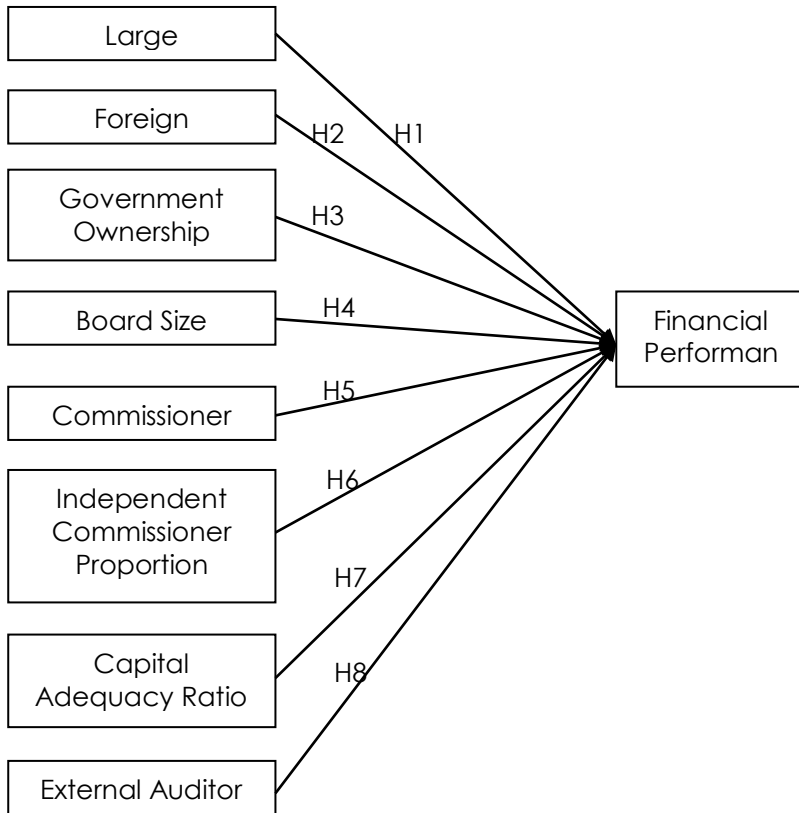 Large
Foreign
H2
H1
Government
Ownership
H3
Board Size
H4
Financial
Performan
Commissioner
H5
Independent
Commissioner
Proportion
H6
Capital
Adequacy Ratio
H7
H8
External Auditor